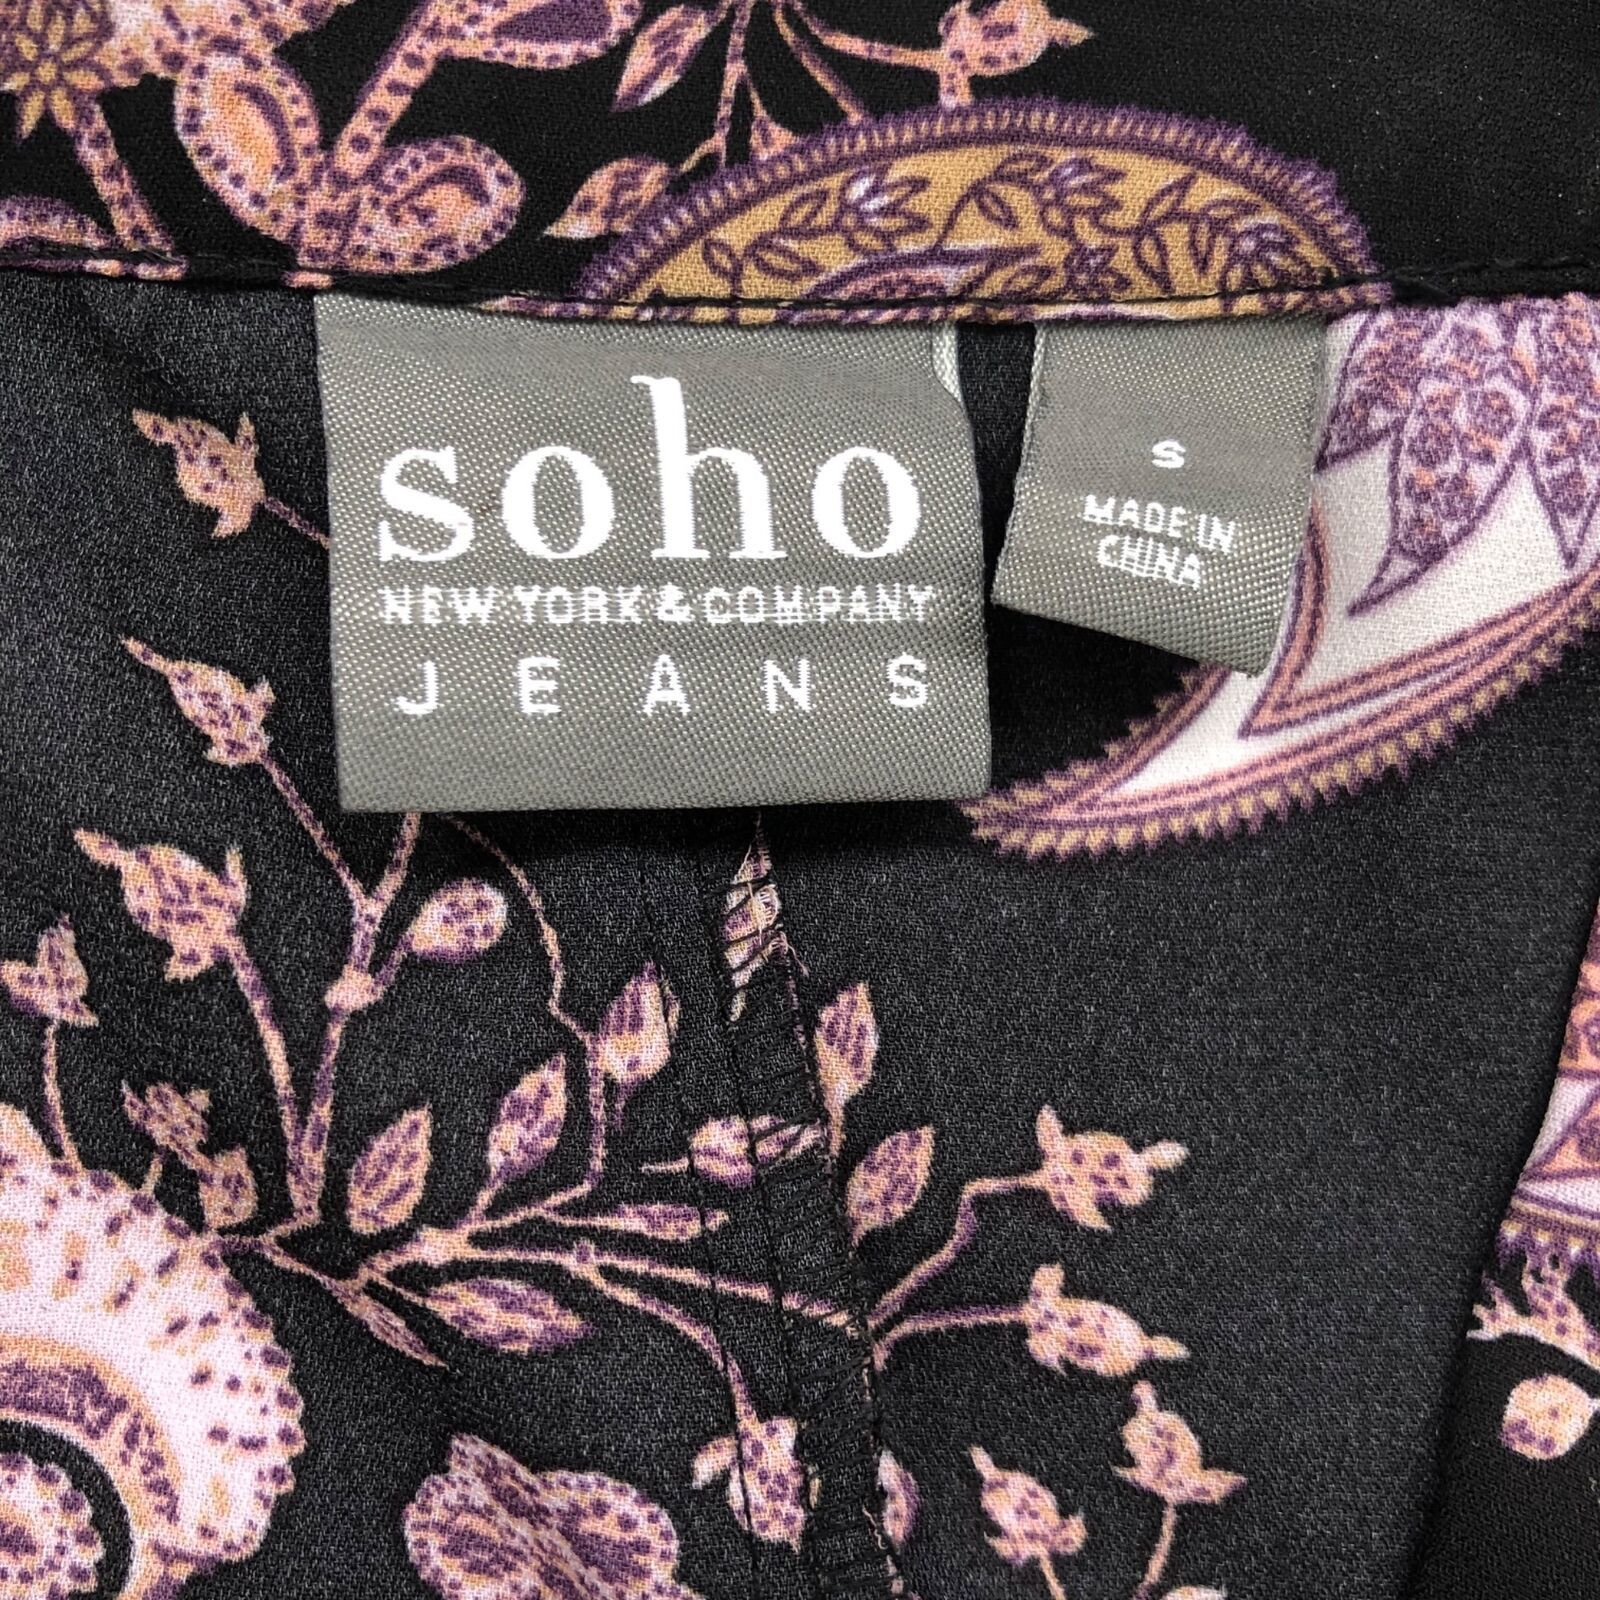 soho
NEW YORK & COMPANY
JEANS
S
MADE IN
CHINA